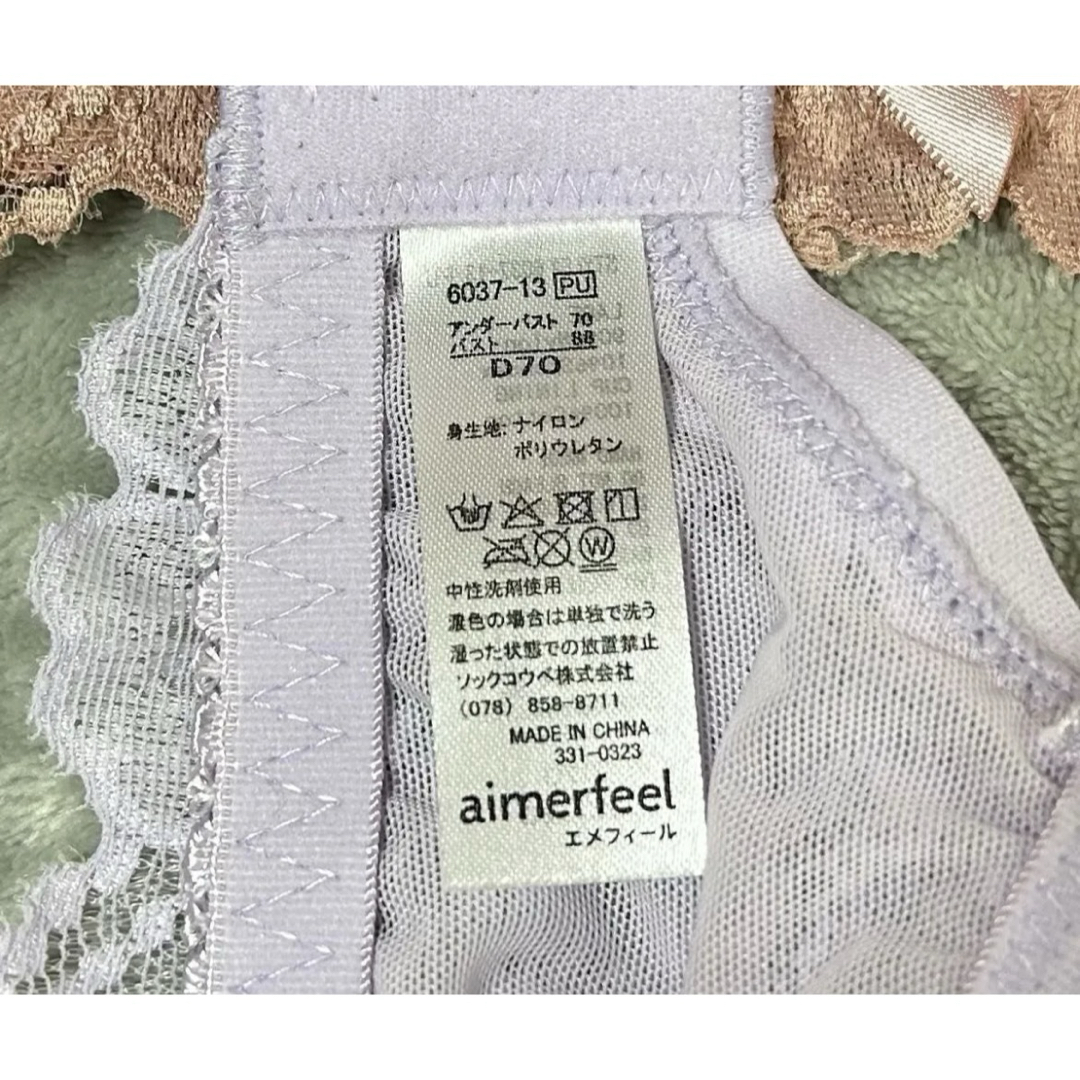 6037-13 PU
アンダーバスト 70
バスト 88
D70
身生地: ナイロン
ポリウレタン
W
中性洗剤使用
濃色の場合は単独で洗う
湿った状態での放置禁止
ソックコウベ株式会社
(078) 858-8711
MADE IN CHINA
331-0323
aimerfeel
エメフィール